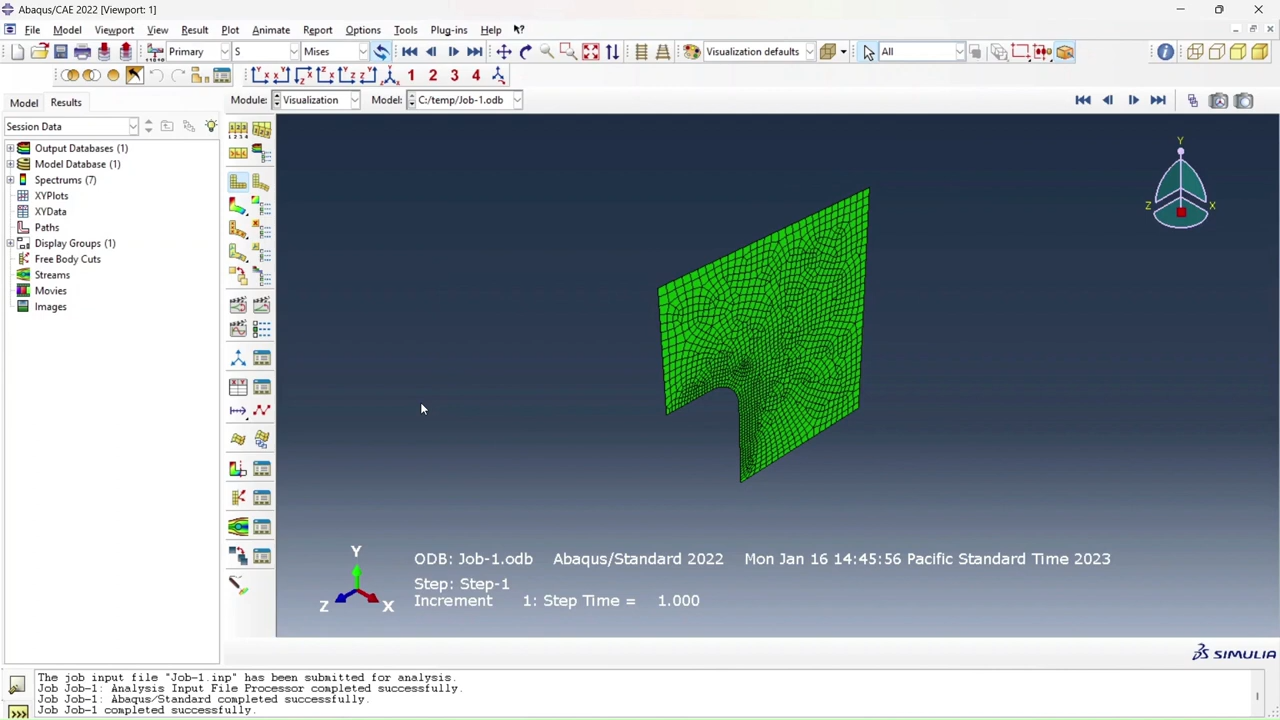 Abaqus/CAE 2022 [Viewport: 1]
File Model Viewport View Result Plot Animate Report Options Tools Plug-ins Help
Primary S Mises Visualization defaults All
1 2 3 4
Model Results Module: Visualization Model: C:/temp/Job-1.odb
Session Data
Output Databases (1)
Model Database (1)
Spectrums (7)
XYPlots
XYData
Paths
Display Groups (1)
Free Body Cuts
Streams
Movies
Images
Y
Z X
Y
Z X
ODB: Job-1.odb Abaqus/Standard 2022 Mon Jan 16 14:45:56 Pacific Standard Time 2023
Step: Step-1
Increment 1: Step Time = 1.000
SIMULIA
The job input file "Job-1.inp" has been submitted for analysis.
Job Job-1: Analysis Input File Processor completed successfully.
Job Job-1: Abaqus/Standard completed successfully.
Job Job-1 completed successfully.